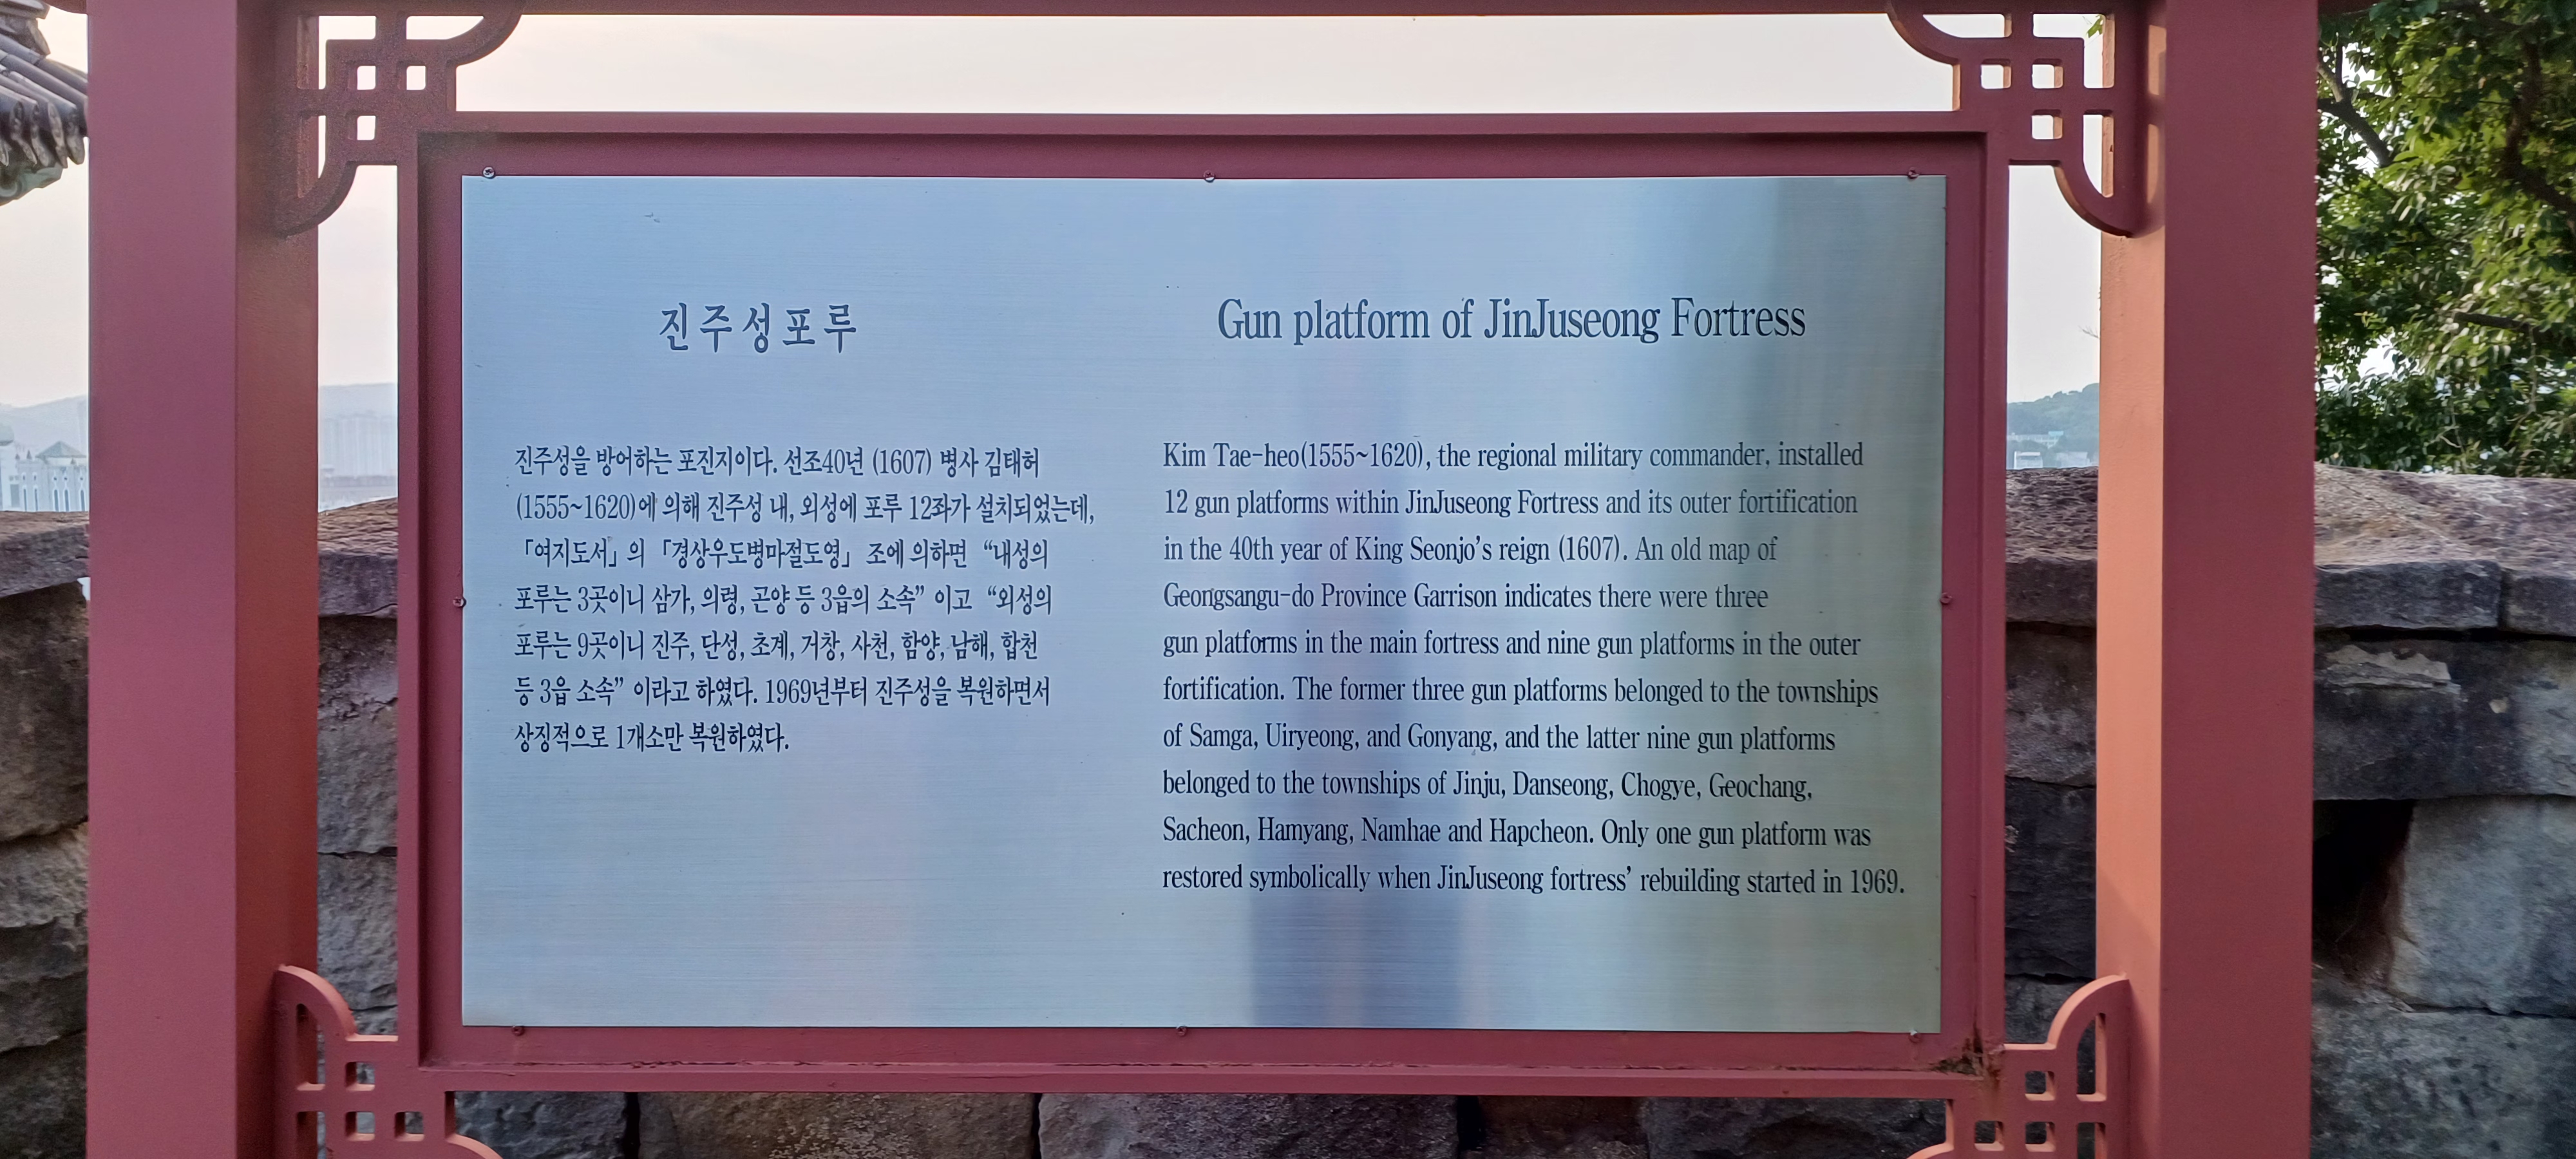 진주성포루
진주성을 방어하는 포진지이다. 선조40년 (1607) 병사 김태허
(1555~1620)에 의해 진주성 내, 외성에 포루 12좌가 설치되었는데,
「여지도서」의 「경상우도병마절도영」 조에 의하면 “내성의
포루는 3곳이니 삼가, 의령, 곤양 등 3읍의 소속” 이고 “외성의
포루는 9곳이니 진주, 단성, 초계, 거창, 사천, 함양, 남해, 합천
등 3읍 소속” 이라고 하였다. 1969년부터 진주성을 복원하면서
상징적으로 1개소만 복원하였다.
Gun platform of JinJuseong Fortress
Kim Tae-heo(1555~1620), the regional military commander, installed
12 gun platforms within JinJuseong Fortress and its outer fortification
in the 40th year of King Seonjo’s reign (1607). An old map of
Geongsangu-do Province Garrison indicates there were three
gun platforms in the main fortress and nine gun platforms in the outer
fortification. The former three gun platforms belonged to the townships
of Samga, Uiryeong, and Gonyang, and the latter nine gun platforms
belonged to the townships of Jinju, Danseong, Chogye, Geochang,
Sacheon, Hamyang, Namhae and Hapcheon. Only one gun platform was
restored symbolically when JinJuseong fortress’ rebuilding started in 1969.